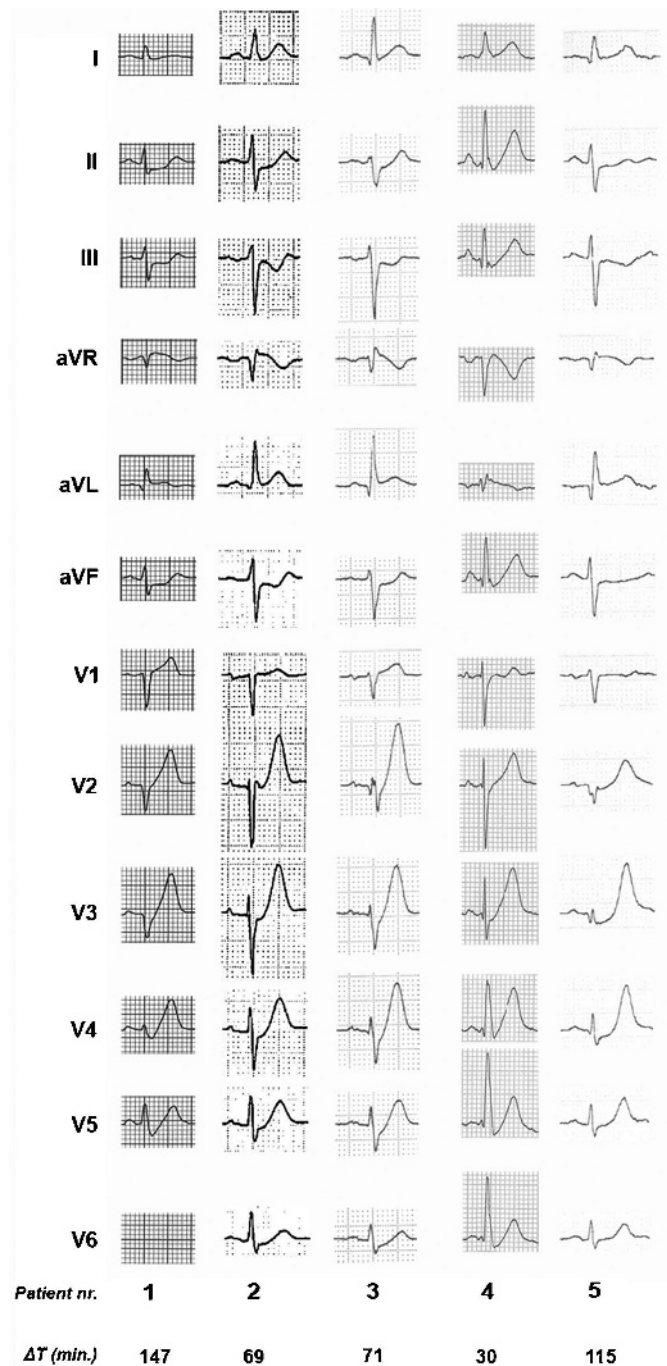 I
II
III
aVR
aVL
aVF
V1
V2
V3
V4
V5
V6
Patient nr. 1 2 3 4 5
ΔT (min.) 147 69 71 30 115